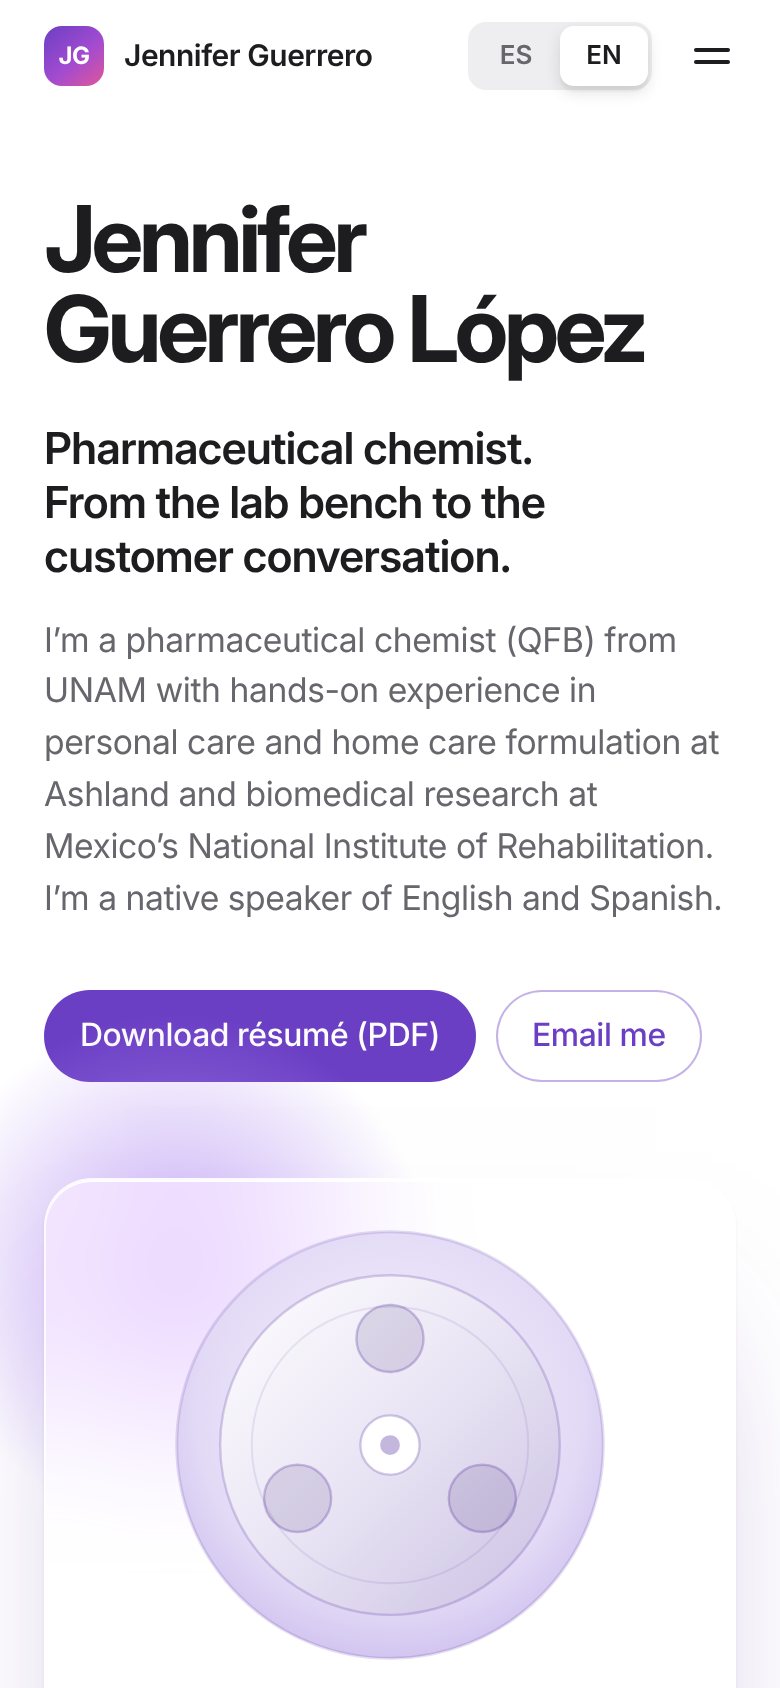 JG
Jennifer Guerrero
ES
EN
Jennifer
Guerrero López
Pharmaceutical chemist.
From the lab bench to the
customer conversation.
I’m a pharmaceutical chemist (QFB) from
UNAM with hands-on experience in
personal care and home care formulation at
Ashland and biomedical research at
Mexico’s National Institute of Rehabilitation.
I’m a native speaker of English and Spanish.
Download résumé (PDF)
Email me